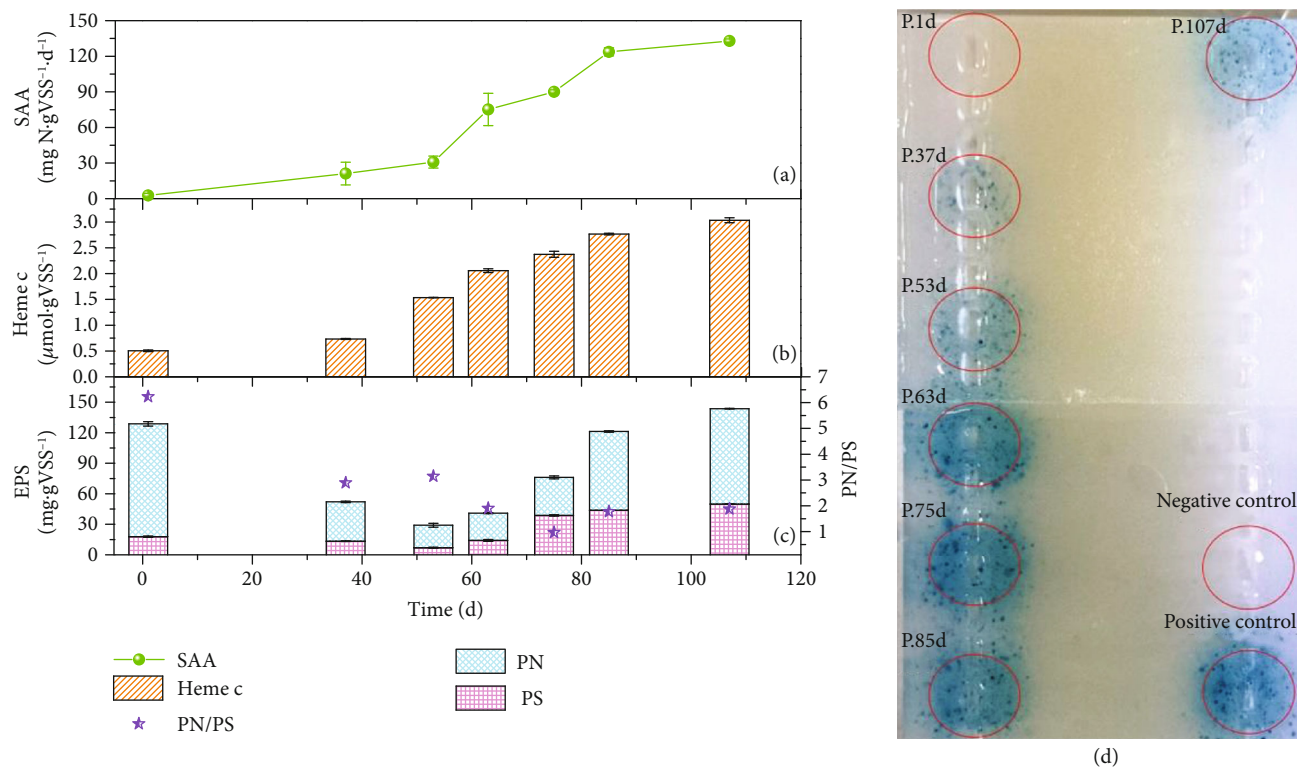 150
120
90
60
30
0
SAA
(mg N·gVSS⁻¹·d⁻¹)
(a)
3.0
2.5
2.0
1.5
1.0
0.5
0.0
Heme c
(μmol·gVSS⁻¹)
(b)
150
120
90
60
30
0
EPS
(mg·gVSS⁻¹)
7
6
5
4
3
2
1
PN/PS
(c)
0 20 40 60 80 100 120
Time (d)
SAA
Heme c
PN/PS
PN
PS
P.1d
P.107d
P.37d
P.53d
P.63d
P.75d
Negative control
Positive control
P.85d
(d)